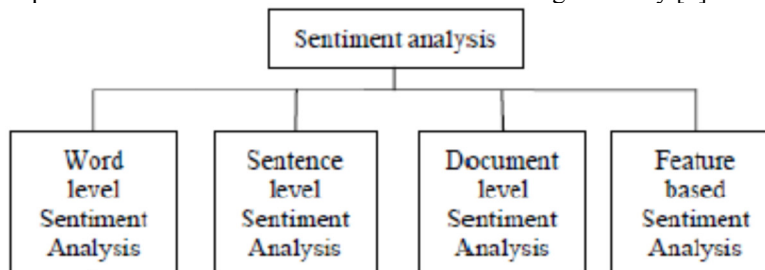 Sentiment analysis
Word
level
Sentiment
Analysis
Sentence
level
Sentiment
Analysis
Document
level
Sentiment
Analysis
Feature
based
Sentiment
Analysis